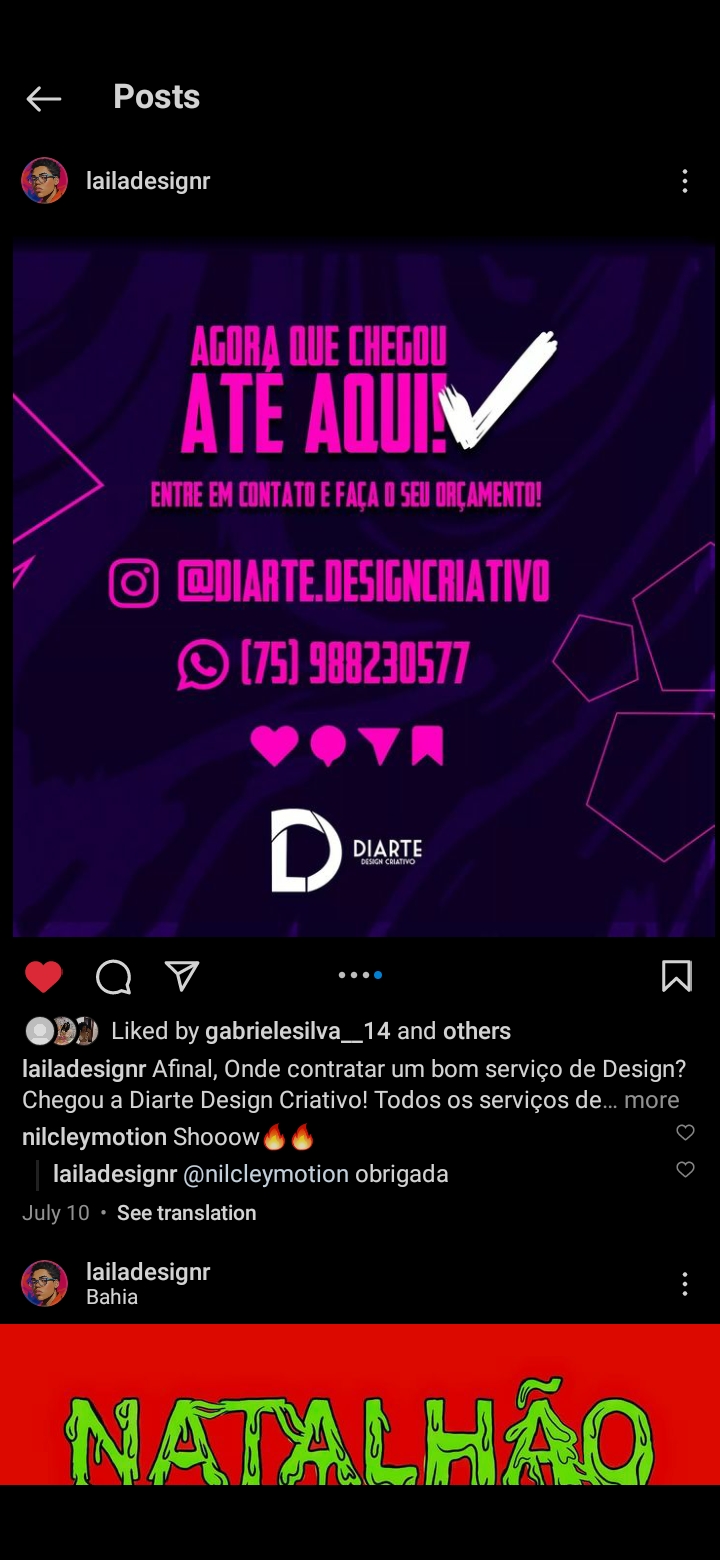 Posts
lailadesignr
AGORA QUE CHEGOU
ATÉ AQUI!
ENTRE EM CONTATO E FAÇA O SEU ORÇAMENTO!
@DIARTE.DESIGNCRIATIVO
(75) 988230577
DIARTE
DESIGN CRIATIVO
Liked by gabrielesilva__14 and others
lailadesignr Afinal, Onde contratar um bom serviço de Design?
Chegou a Diarte Design Criativo! Todos os serviços de… more
nilcleymotion Shooow🔥🔥
lailadesignr @nilcleymotion obrigada
July 10 • See translation
lailadesignr
Bahia
NATALHÃO